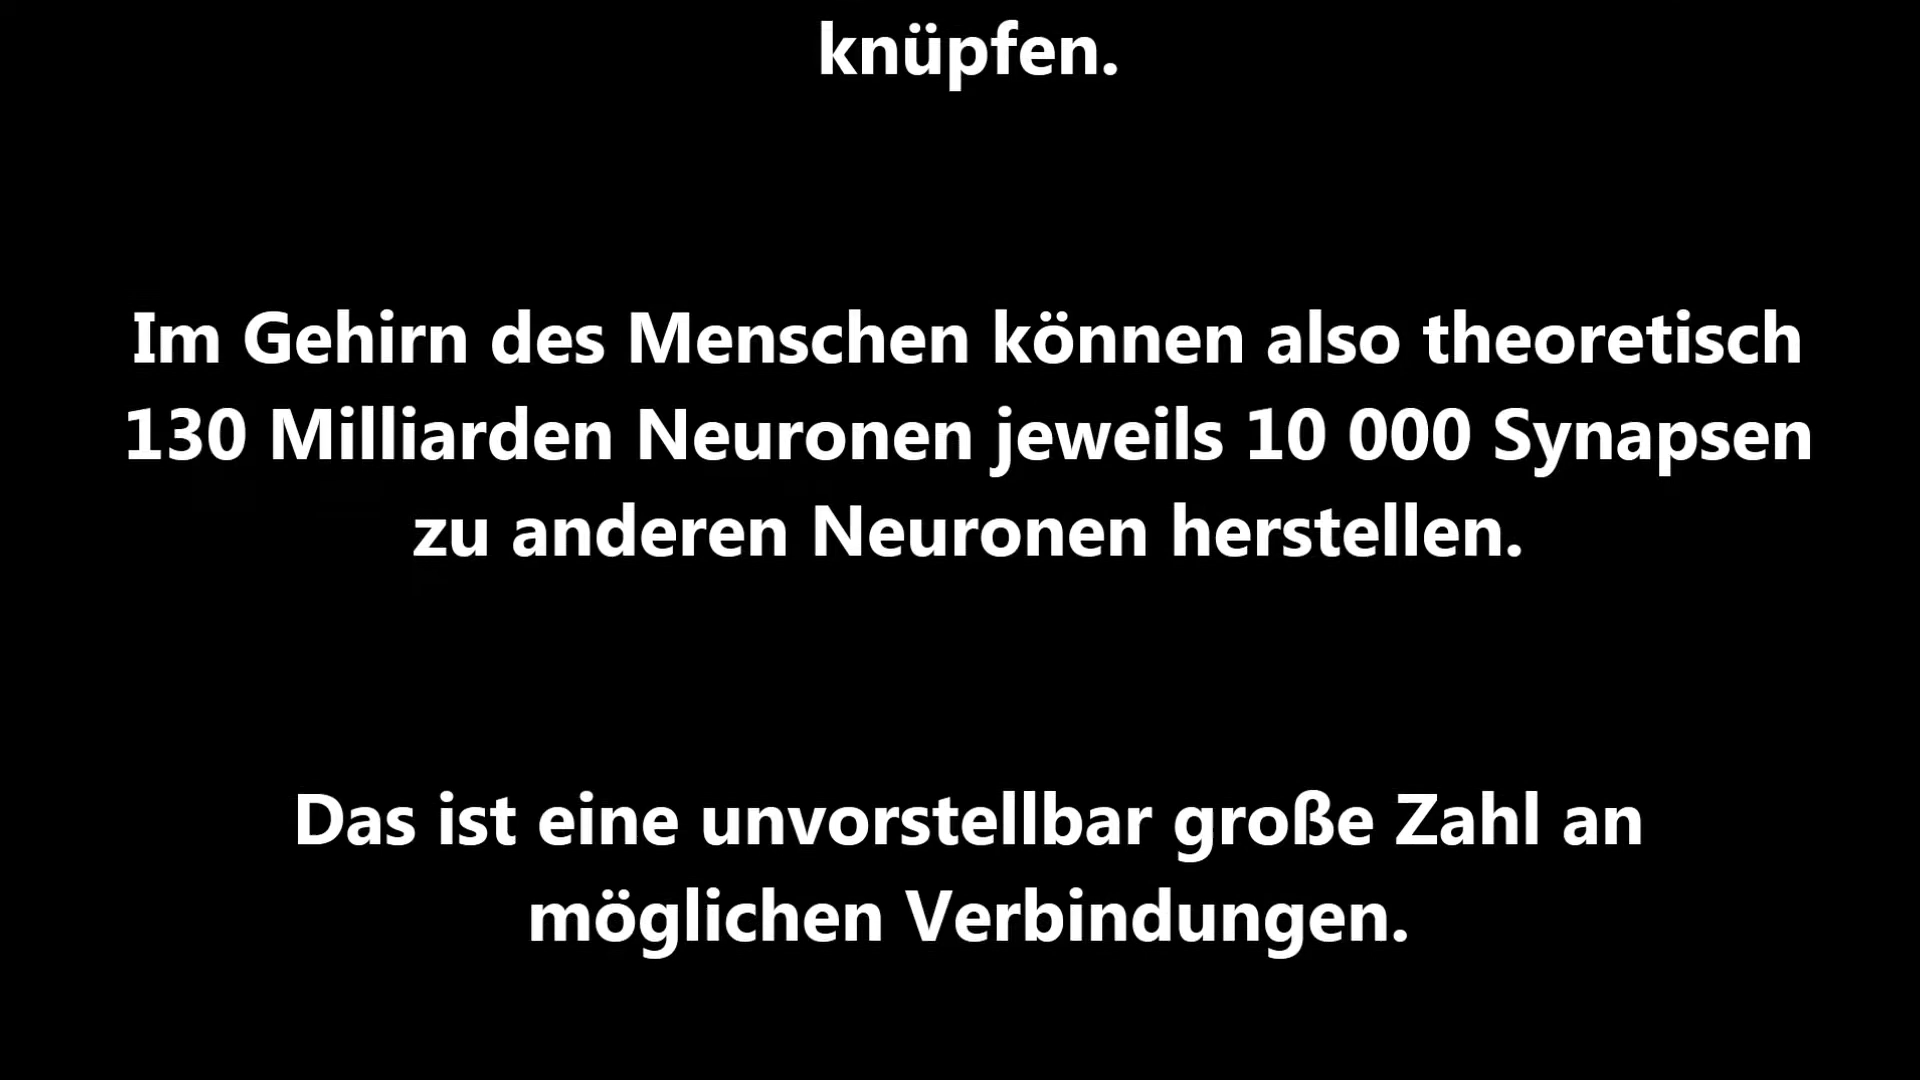 knüpfen.
Im Gehirn des Menschen können also theoretisch
130 Milliarden Neuronen jeweils 10 000 Synapsen
zu anderen Neuronen herstellen.
Das ist eine unvorstellbar große Zahl an
möglichen Verbindungen.